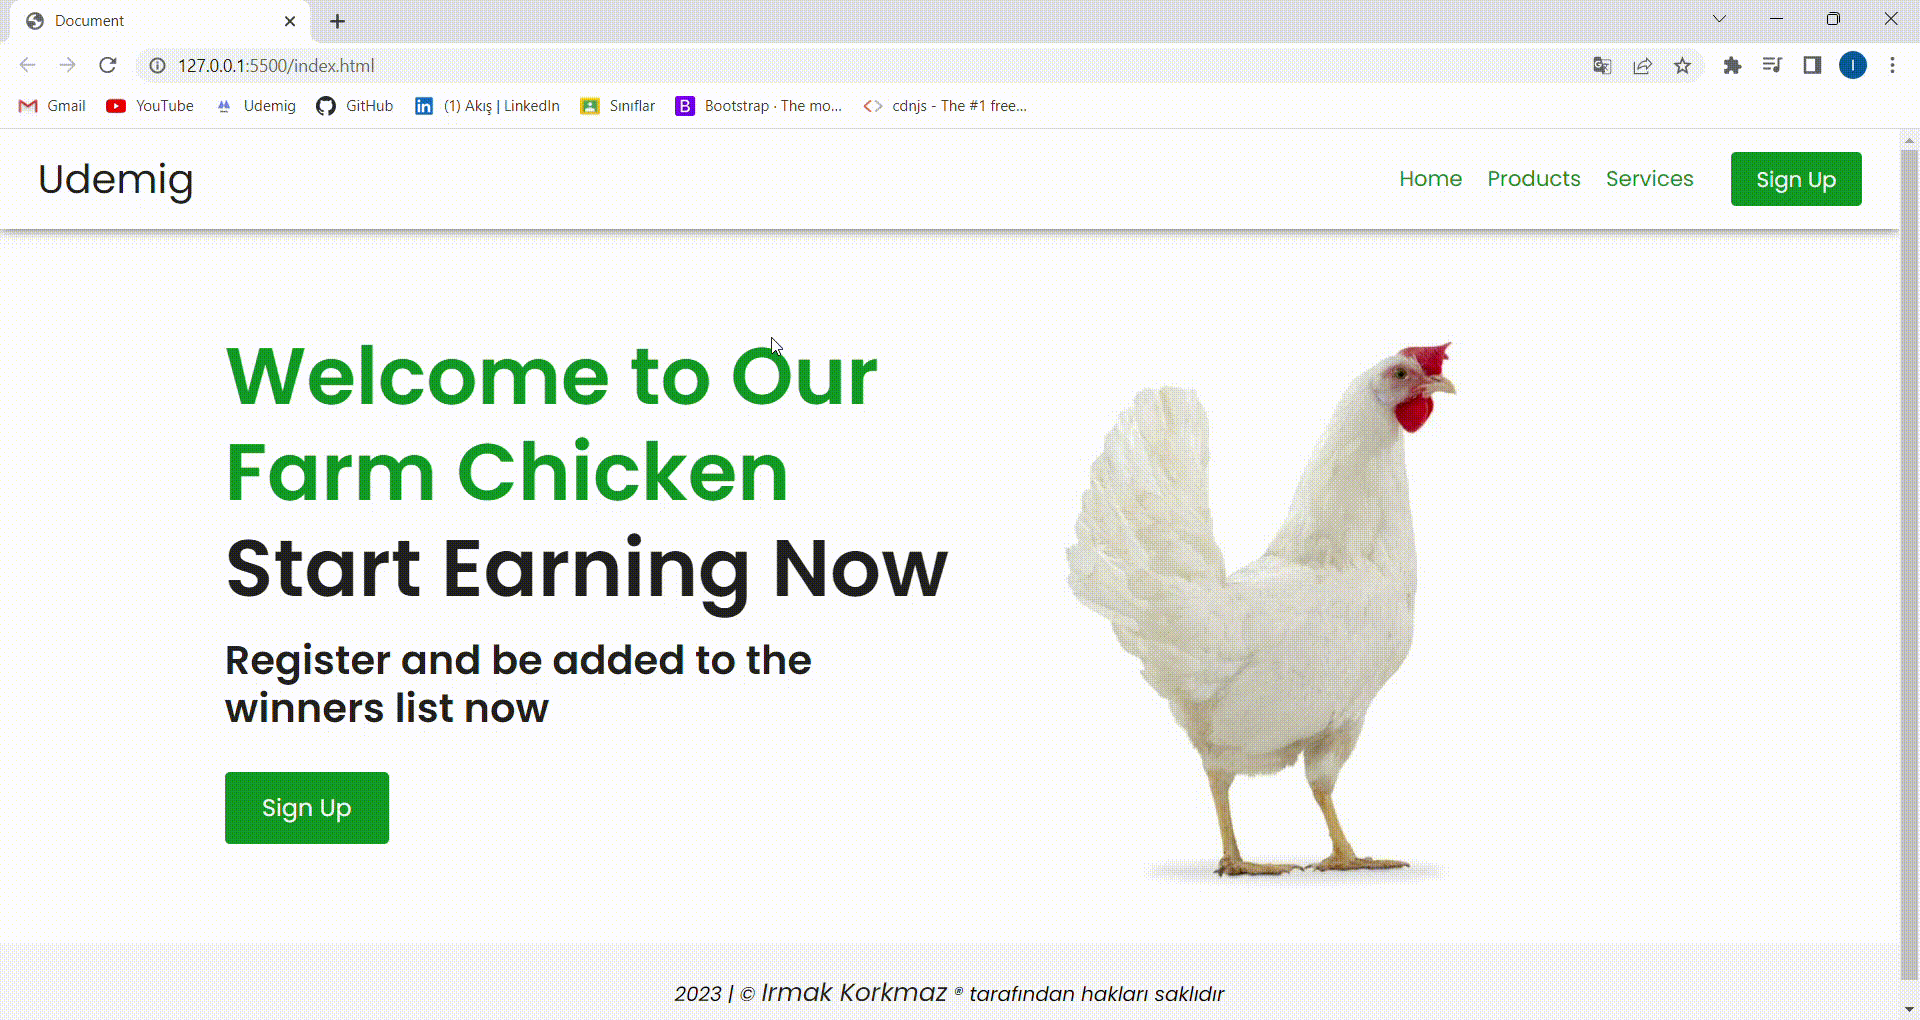 Document
127.0.0.1:5500/index.html
Gmail YouTube Udemig GitHub (1) Akış | LinkedIn Sınıflar Bootstrap · The mo... cdnjs - The #1 free...
Udemig Home Products Services Sign Up
Welcome to Our
Farm Chicken
Start Earning Now
Register and be added to the
winners list now
Sign Up
2023 | © Irmak Korkmaz ® tarafından hakları saklıdır